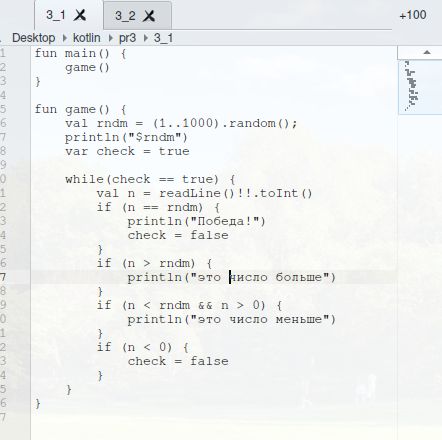 3_1
3_2
+100
Desktop kotlin pr3 3_1
1 fun main() {
2     game()
3 }
4
5 fun game() {
6     val rndm = (1..1000).random();
7     println("$rndm")
8     var check = true
9
0     while(check == true) {
1         val n = readLine()!!.toInt()
2         if (n == rndm) {
3             println("Победа!")
4             check = false
5         }
6         if (n > rndm) {
7             println("это число больше")
8         }
9         if (n < rndm && n > 0) {
0             println("это число меньше")
1         }
2         if (n < 0) {
3             check = false
4         }
5     }
6 }
7